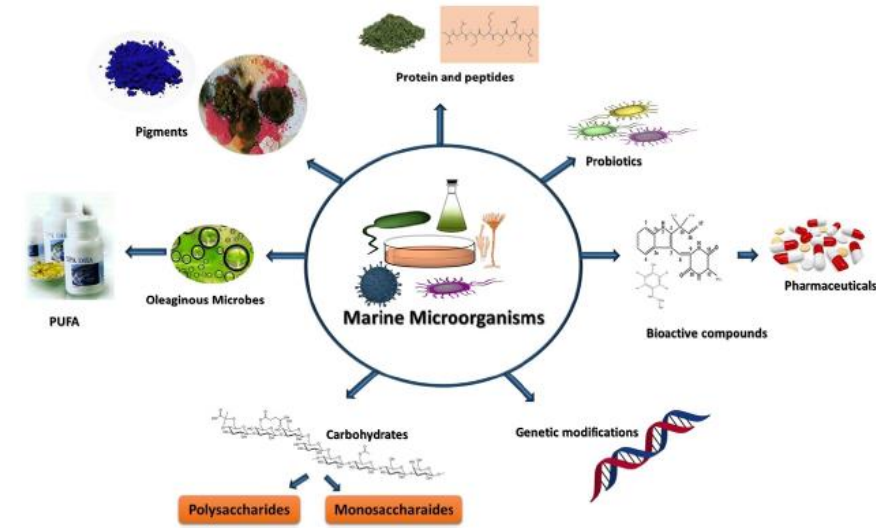 Protein and peptides
Pigments
Probiotics
Marine Microorganisms
Oleaginous Microbes
PUFA
Bioactive compounds
Pharmaceuticals
Carbohydrates
Genetic modifications
Polysaccharides
Monosaccharaides